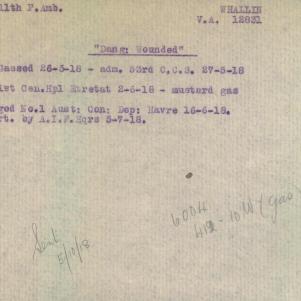 11th F.Amb.
WHALLIN
V.A. 12831
"Dang: Wounded"
Gassed 26-5-18 - adm. 53rd C.C.S. 27-5-18
1st Gen.Hpl Etretat 2-6-18 - mustard gas
No.1 Aust: Con: Dep: Havre 16-6-18.
by A.I.F.Hqrs 5-7-18.
Sent
5/10/18
gas